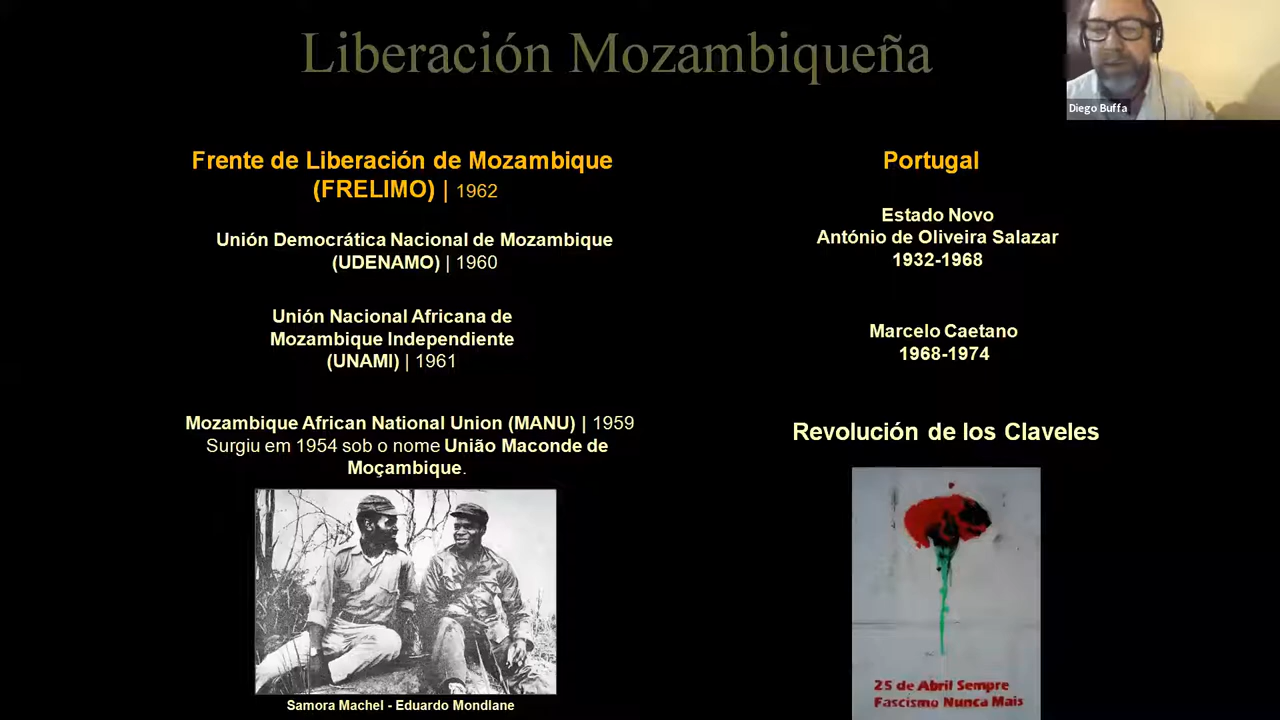 Liberación Mozambiqueña
Diego Buffa
Frente de Liberación de Mozambique
(FRELIMO) | 1962
Unión Democrática Nacional de Mozambique
(UDENAMO) | 1960
Unión Nacional Africana de
Mozambique Independiente
(UNAMI) | 1961
Mozambique African National Union (MANU) | 1959
Surgiu em 1954 sob o nome União Maconde de
Moçambique.
Samora Machel - Eduardo Mondlane
Portugal
Estado Novo
António de Oliveira Salazar
1932-1968
Marcelo Caetano
1968-1974
Revolución de los Claveles
25 de Abril Sempre
Fascismo Nunca Mais